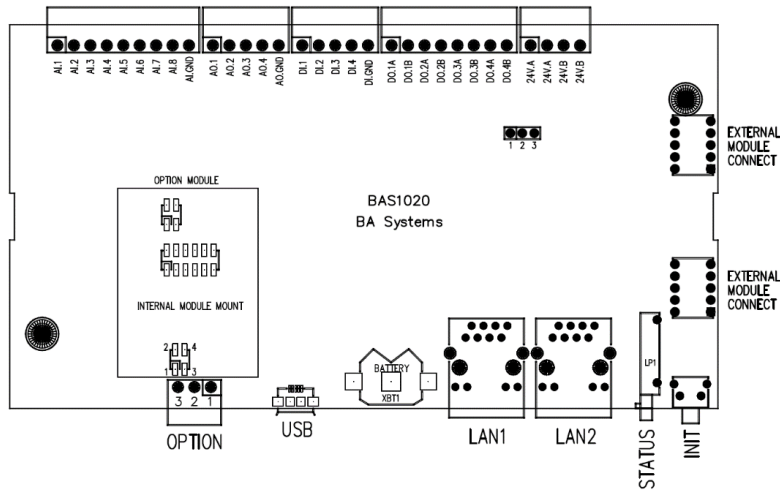 AI.1
AI.2
AI.3
AI.4
AI.5
AI.6
AI.7
AI.8
AI.GND
AO.1
AO.2
AO.3
AO.4
AO.GND
DI.1
DI.2
DI.3
DI.4
DI.GND
DO.1A
DO.1B
DO.2A
DO.2B
DO.3A
DO.3B
DO.4A
DO.4B
24V.A
24V.A
24V.B
24V.B
1 2 3
EXTERNAL
MODULE
CONNECT
OPTION MODULE
BAS1020
BA Systems
EXTERNAL
MODULE
CONNECT
INTERNAL MODULE MOUNT
2 4
1 3
3 2 1
OPTION
USB
BATTERY
XBT1
LAN1
LAN2
LP1
STATUS
INIT